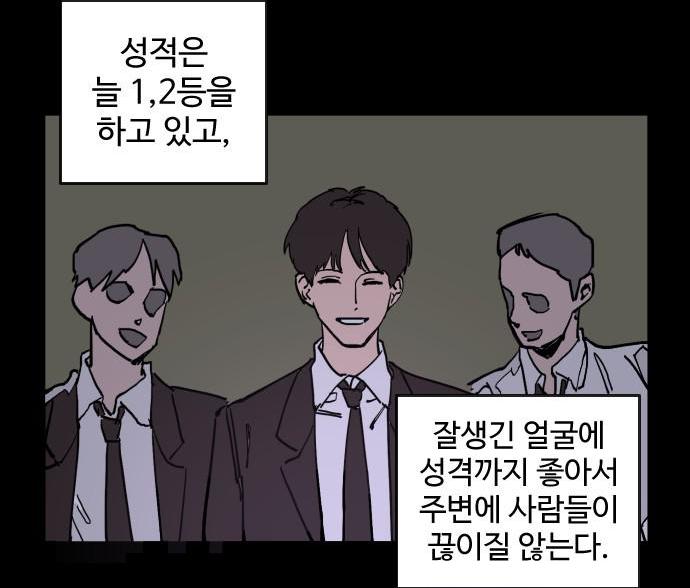 성적은
늘 1,2등을
하고 있고,
잘생긴 얼굴에
성격까지 좋아서
주변에 사람들이
끊이질 않는다.